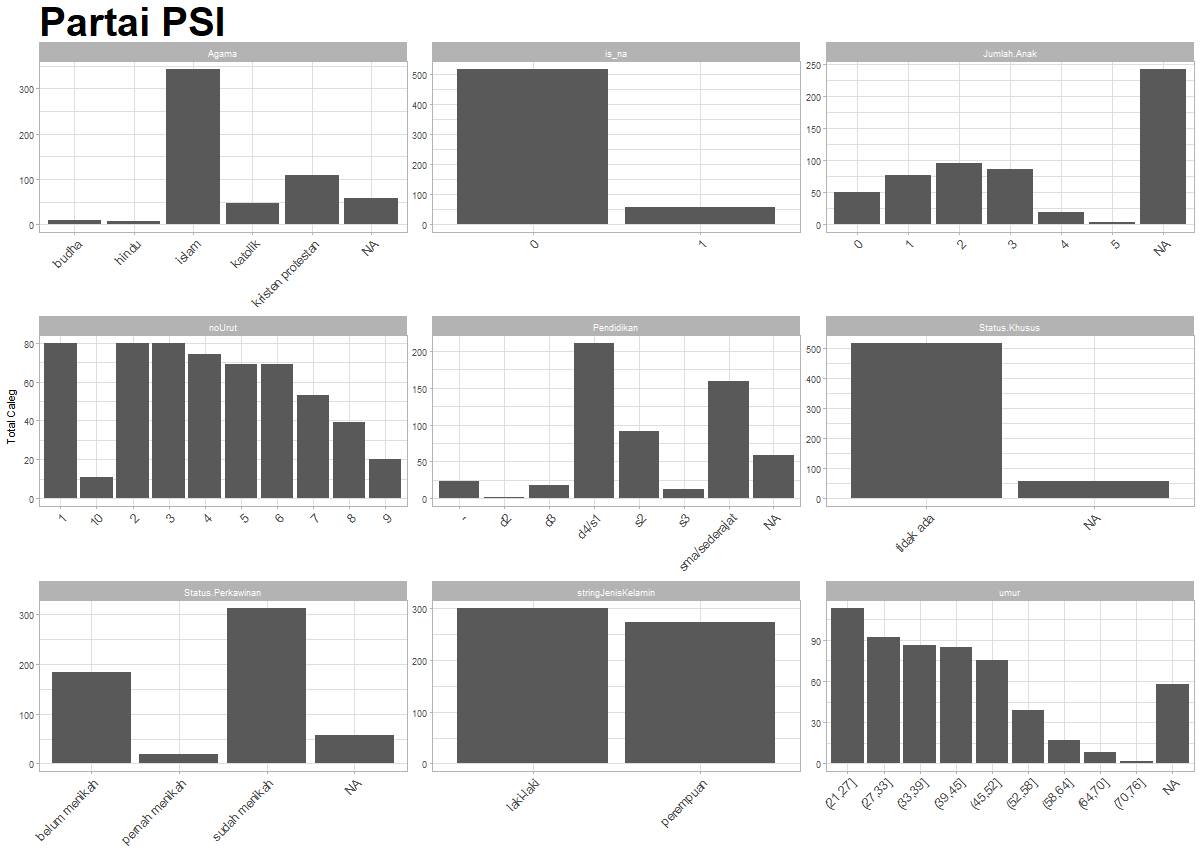 Partai PSI
Agama
is_na
Jumlah.Anak
300
200
100
0
500
400
300
200
100
0
250
200
150
100
50
0
budha
hindu
islam
katolik
kristen protestan
NA
0
1
0
1
2
3
4
5
NA
noUrut
Pendidikan
Status.Khusus
Total Caleg
80
60
40
20
0
200
150
100
50
0
500
400
300
200
100
0
1
10
2
3
4
5
6
7
8
9
-
d2
d3
d4/s1
s2
s3
sma/sederajat
NA
tidak ada
NA
Status.Perkawinan
stringJenisKelamin
umur
300
200
100
0
300
200
100
0
90
60
30
0
belum menikah
pernah menikah
sudah menikah
NA
laki-laki
perempuan
(21,27]
(27,33]
(33,39]
(39,45]
(45,52]
(52,58]
(58,64]
(64,70]
(70,76]
NA